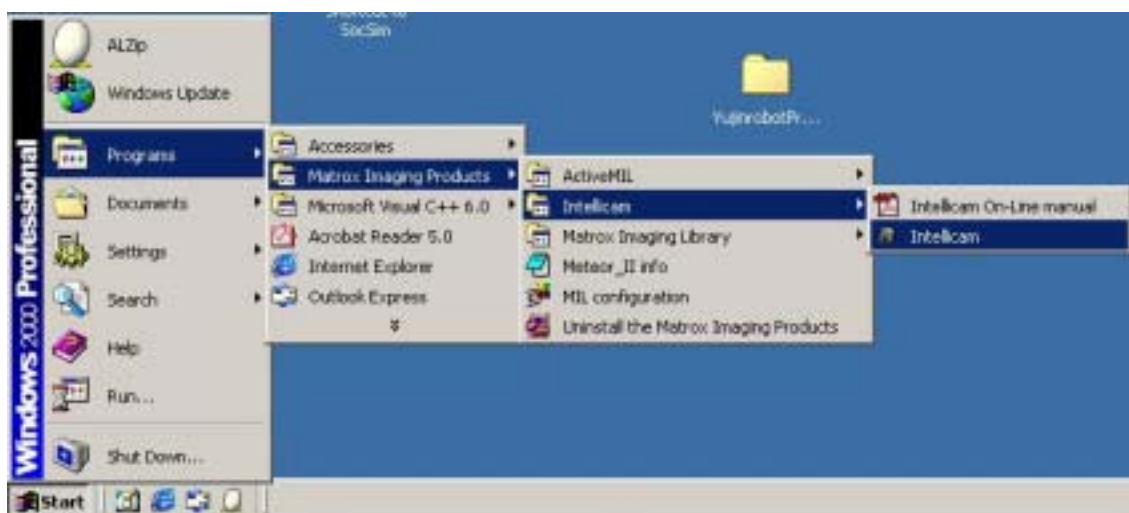 SocSim
YujinrobotPr...
ALZip
Windows Update
Programs
Documents
Settings
Search
Help
Run...
Shut Down...
Windows 2000 Professional
Accessories
Matrox Imaging Products
Microsoft Visual C++ 6.0
Acrobat Reader 5.0
Internet Explorer
Outlook Express
ActiveMIL
Intellicam
Matrox Imaging Library
Meteor_II info
MIL configuration
Uninstall the Matrox Imaging Products
Intellicam On-Line manual
Intellicam
Start